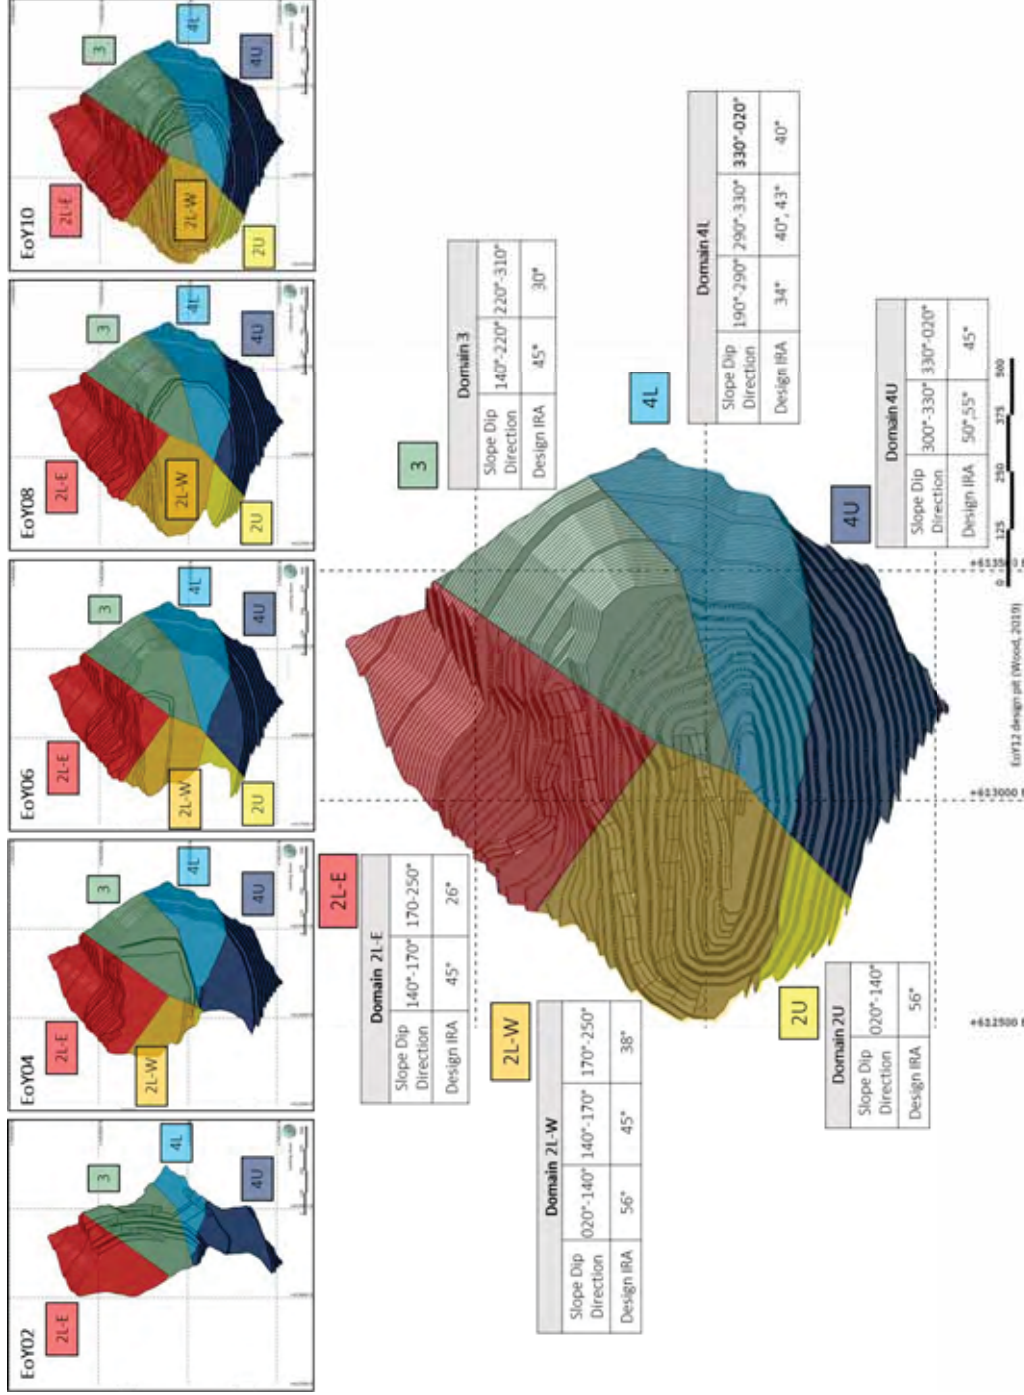 EoY02
2L-E
3
4L
4U
EoY04
2L-E
3
4L
4U
2L-W
EoY06
2L-E
3
4L
4U
2L-W
2U
EoY08
2L-E
3
4L
4U
2L-W
2U
EoY10
2L-E
3
4L
4U
2L-W
2U
2L-E
Domain 2L-E
Slope Dip Direction 140°-170° 170-250°
Design IRA 45° 26°
3
Domain 3
Slope Dip Direction 140°-220° 220°-310°
Design IRA 45° 30°
2L-W
Domain 2L-W
Slope Dip Direction 020°-140° 140°-170° 170°-250°
Design IRA 56° 45° 38°
4L
Domain 4L
Slope Dip Direction 190°-290° 290°-330° 330°-020°
Design IRA 34° 40°, 43° 40°
2U
Domain 2U
Slope Dip Direction 020°-140°
Design IRA 56°
4U
Domain 4U
Slope Dip Direction 300°-330° 330°-020°
Design IRA 50°,55° 45°
+612500 E
+613000 E
+613500 E
0 125 250 375 500
EoY12 design pit (Wood, 2019)